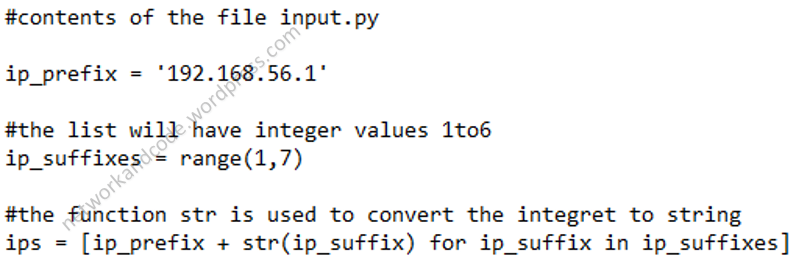 #contents of the file input.py
ip_prefix = '192.168.56.1'
#the list will have integer values 1to6
ip_suffixes = range(1,7)
#the function str is used to convert the integret to string
ips = [ip_prefix + str(ip_suffix) for ip_suffix in ip_suffixes]
networkandcode.wordpress.com